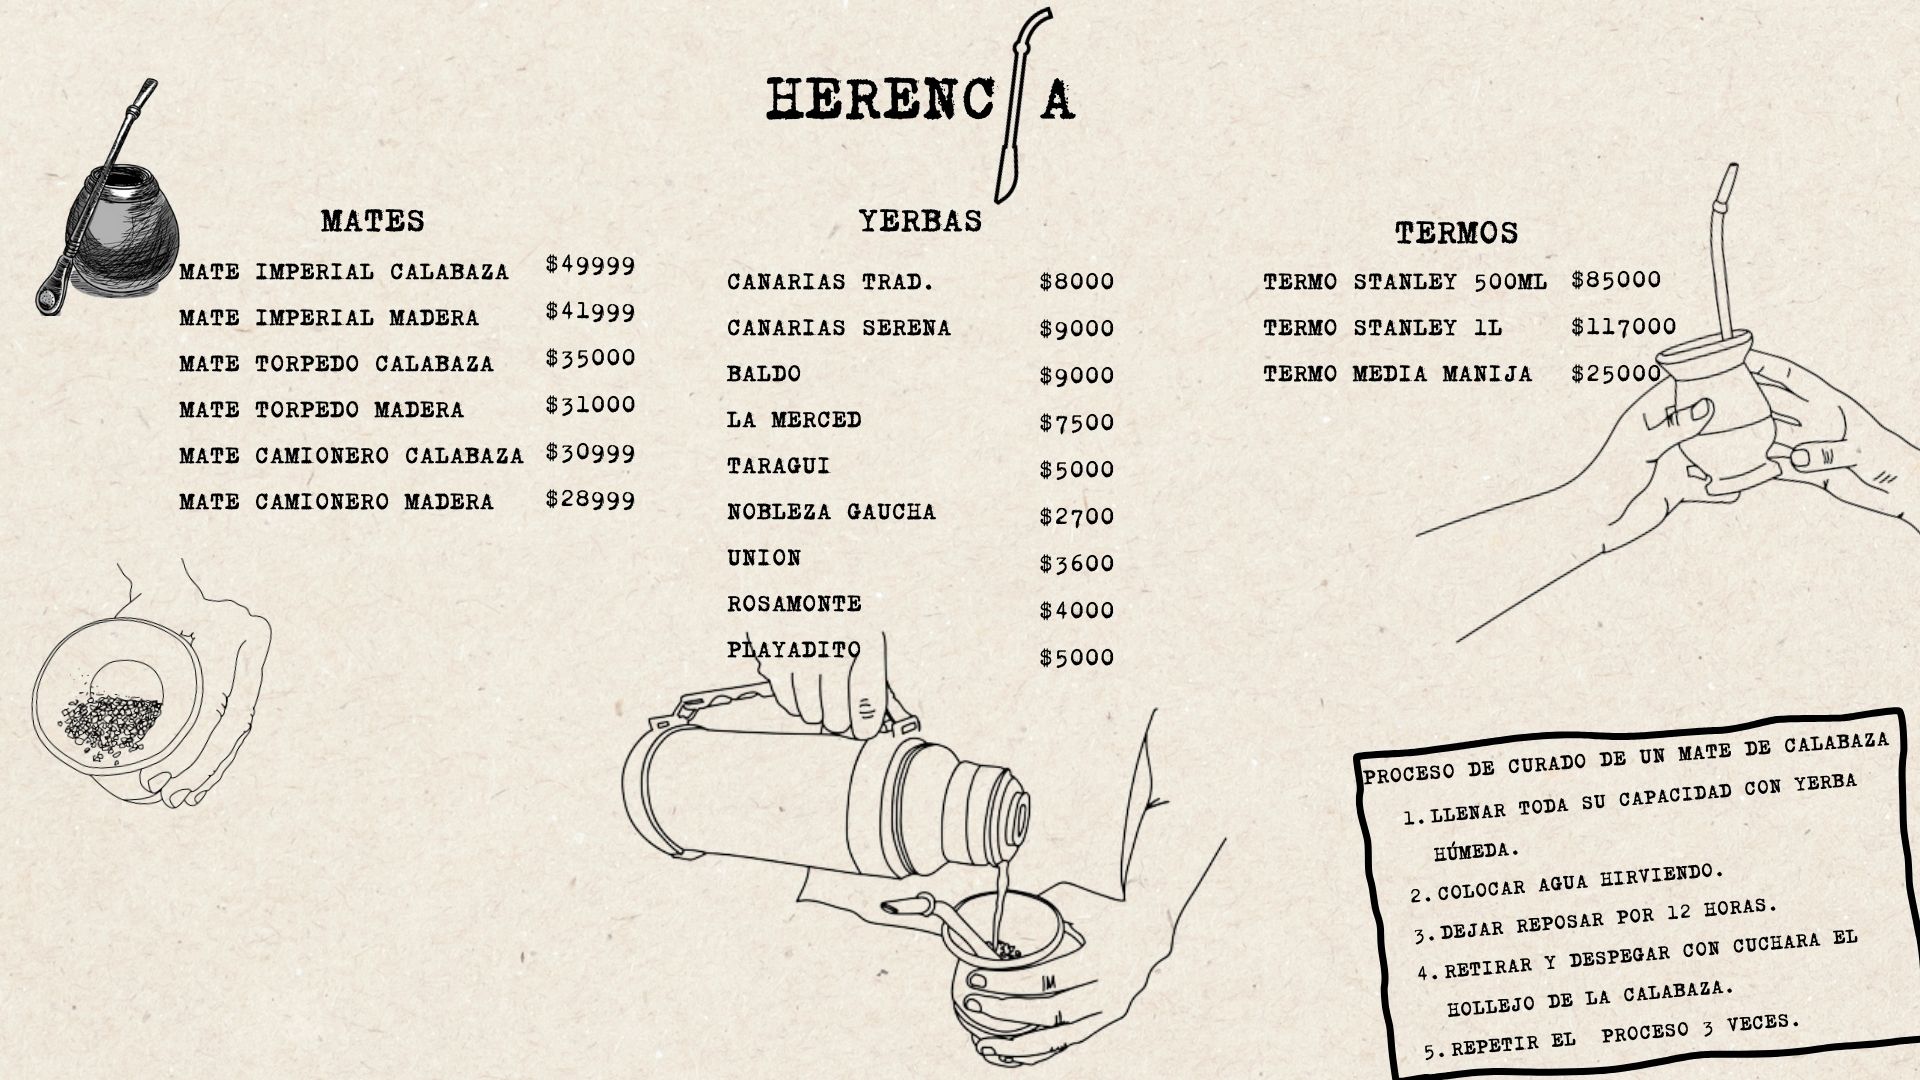 HERENCIA
MATES
MATE IMPERIAL CALABAZA $49999
MATE IMPERIAL MADERA $41999
MATE TORPEDO CALABAZA $35000
MATE TORPEDO MADERA $31000
MATE CAMIONERO CALABAZA $30999
MATE CAMIONERO MADERA $28999
YERBAS
CANARIAS TRAD. $8000
CANARIAS SERENA $9000
BALDO $9000
LA MERCED $7500
TARAGUI $5000
NOBLEZA GAUCHA $2700
UNION $3600
ROSAMONTE $4000
PLAYADITO $5000
TERMOS
TERMO STANLEY 500ML $85000
TERMO STANLEY 1L $117000
TERMO MEDIA MANIJA $25000
PROCESO DE CURADO DE UN MATE DE CALABAZA
1. LLENAR TODA SU CAPACIDAD CON YERBA
HÚMEDA.
2. COLOCAR AGUA HIRVIENDO.
3. DEJAR REPOSAR POR 12 HORAS.
4. RETIRAR Y DESPEGAR CON CUCHARA EL
HOLLEJO DE LA CALABAZA.
5. REPETIR EL PROCESO 3 VECES.